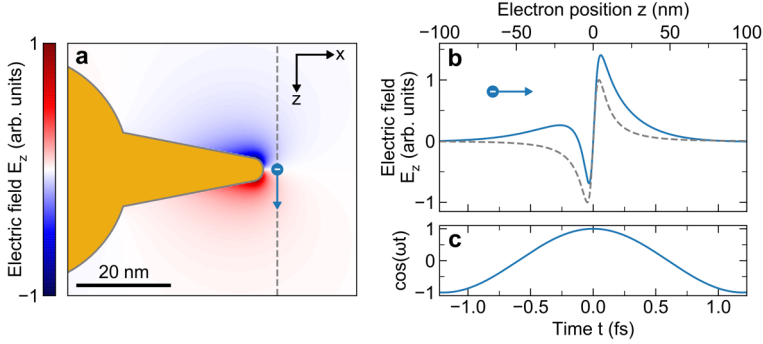 1
Electric field E_z (arb. units)
−1
a
x
z
20 nm
Electron position z (nm)
−100 −50 0 50 100
b
Electric field
E_z (arb. units)
1
0
−1
c
cos(ωt)
1
0
−1
−1.0 −0.5 0.0 0.5 1.0
Time t (fs)